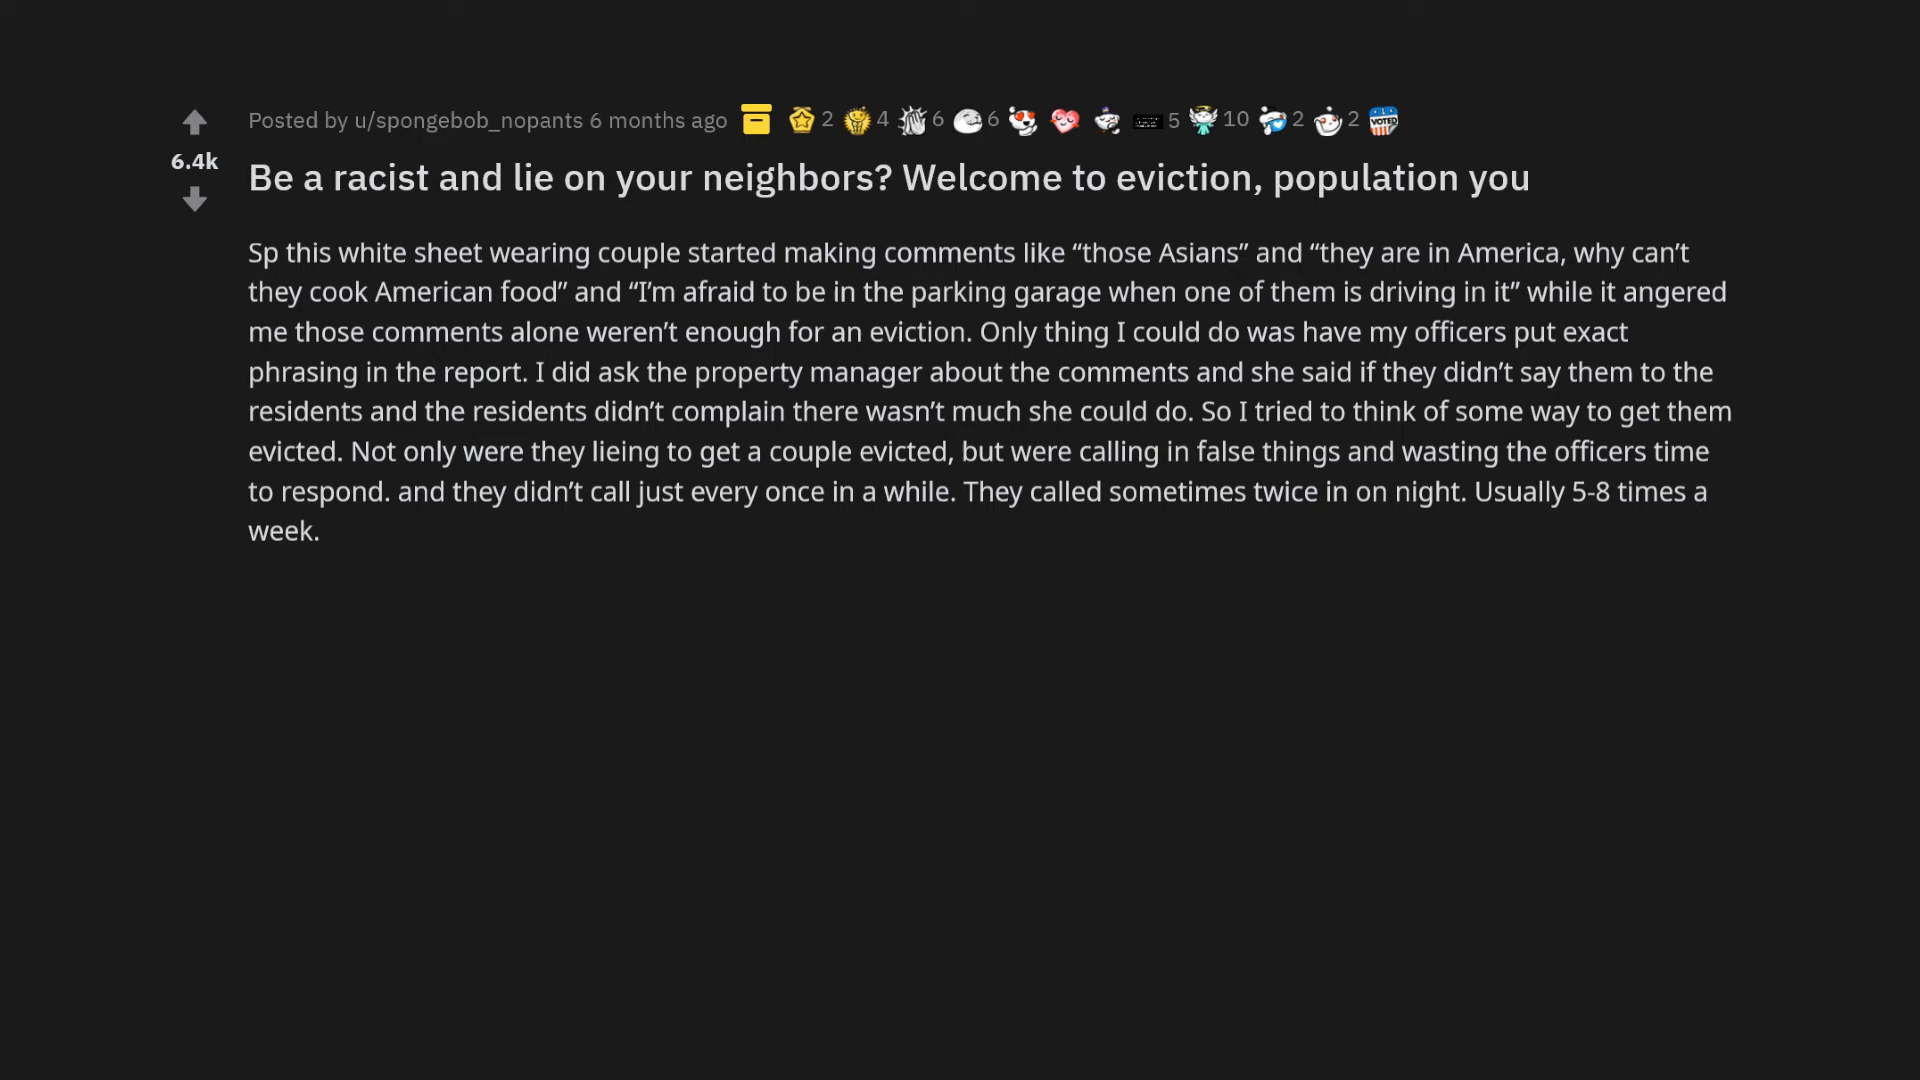 Posted by u/spongebob_nopants 6 months ago 2 4 6 6 5 10 2 2 VOTED
6.4k
Be a racist and lie on your neighbors? Welcome to eviction, population you
Sp this white sheet wearing couple started making comments like “those Asians” and “they are in America, why can’t
they cook American food” and “I’m afraid to be in the parking garage when one of them is driving in it” while it angered
me those comments alone weren’t enough for an eviction. Only thing I could do was have my officers put exact
phrasing in the report. I did ask the property manager about the comments and she said if they didn’t say them to the
residents and the residents didn’t complain there wasn’t much she could do. So I tried to think of some way to get them
evicted. Not only were they lieing to get a couple evicted, but were calling in false things and wasting the officers time
to respond. and they didn’t call just every once in a while. They called sometimes twice in on night. Usually 5-8 times a
week.